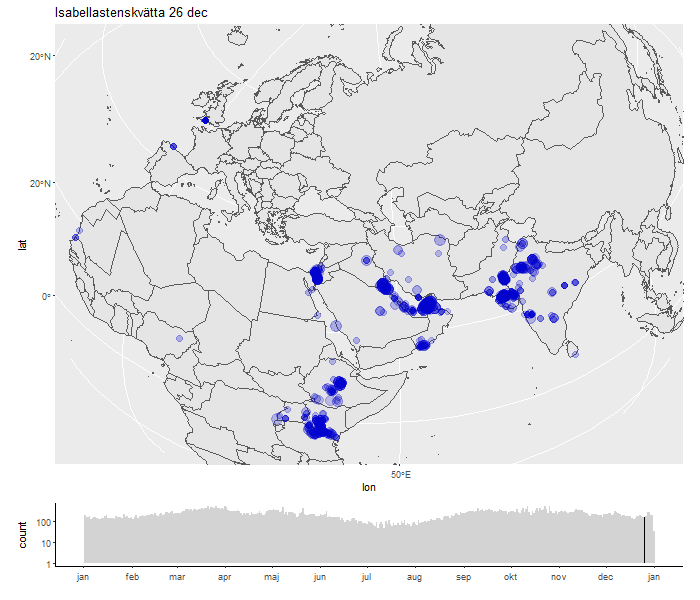 Isabellastenskvätta 26 dec
20°N
20°N
0°
lat
50°E
lon
count
100
10
1
jan feb mar apr maj jun jul aug sep okt nov dec jan